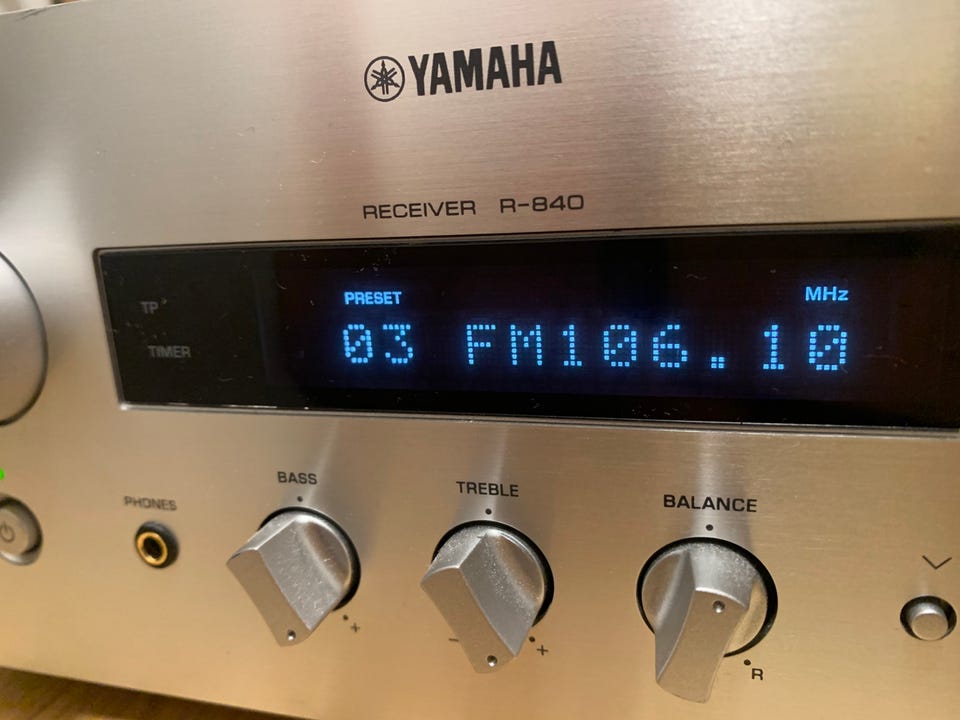 YAMAHA
RECEIVER R-840
PRESET MHz
TP
03 FM106.10
TIMER
BASS
TREBLE
BALANCE
PHONES
+
- +
R